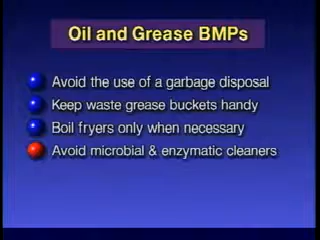 Oil and Grease BMPs
Avoid the use of a garbage disposal
Keep waste grease buckets handy
Boil fryers only when necessary
Avoid microbial & enzymatic cleaners